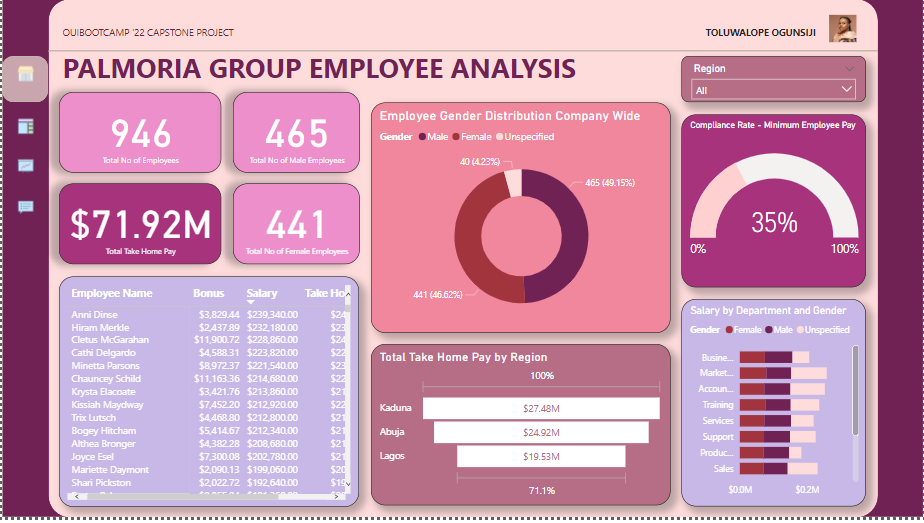 OUIBOOTCAMP '22 CAPSTONE PROJECT
TOLUWALOPE OGUNSIJI
PALMORIA GROUP EMPLOYEE ANALYSIS
Region
All
946
Total No of Employees
465
Total No of Male Employees
$71.92M
Total Take Home Pay
441
Total No of Female Employees
Employee Gender Distribution Company Wide
Gender Male Female Unspecified
40 (4.23%)
465 (49.15%)
441 (46.62%)
Compliance Rate - Minimum Employee Pay
35%
0%
100%
Employee Name Bonus Salary Take Ho
Anni Dinse $3,829.44 $239,340.00 $24
Hiram Merkle $2,437.89 $232,180.00 $23
Cletus McGarahan $11,900.72 $228,860.00 $24
Cathi Delgardo $4,588.31 $223,820.00 $22
Minetta Parsons $8,972.37 $221,540.00 $23
Chauncey Schild $11,163.36 $214,680.00 $22
Krysta Elacoate $3,421.76 $213,860.00 $21
Kissiah Maydway $7,452.20 $212,920.00 $22
Trix Lutsch $4,468.80 $212,800.00 $21
Bogey Hitcham $5,414.67 $212,340.00 $21
Althea Bronger $4,382.28 $208,680.00 $21
Joyce Esel $7,300.08 $202,780.00 $21
Mariette Daymont $2,090.13 $199,060.00 $20
Shari Pickston $2,022.72 $192,640.00 $19
Total Take Home Pay by Region
100%
Kaduna $27.48M
Abuja $24.92M
Lagos $19.53M
71.1%
Salary by Department and Gender
Gender Female Male Unspecified
Busine...
Market...
Accoun...
Training
Services
Support
Produc...
Sales
$0.0M $0.2M